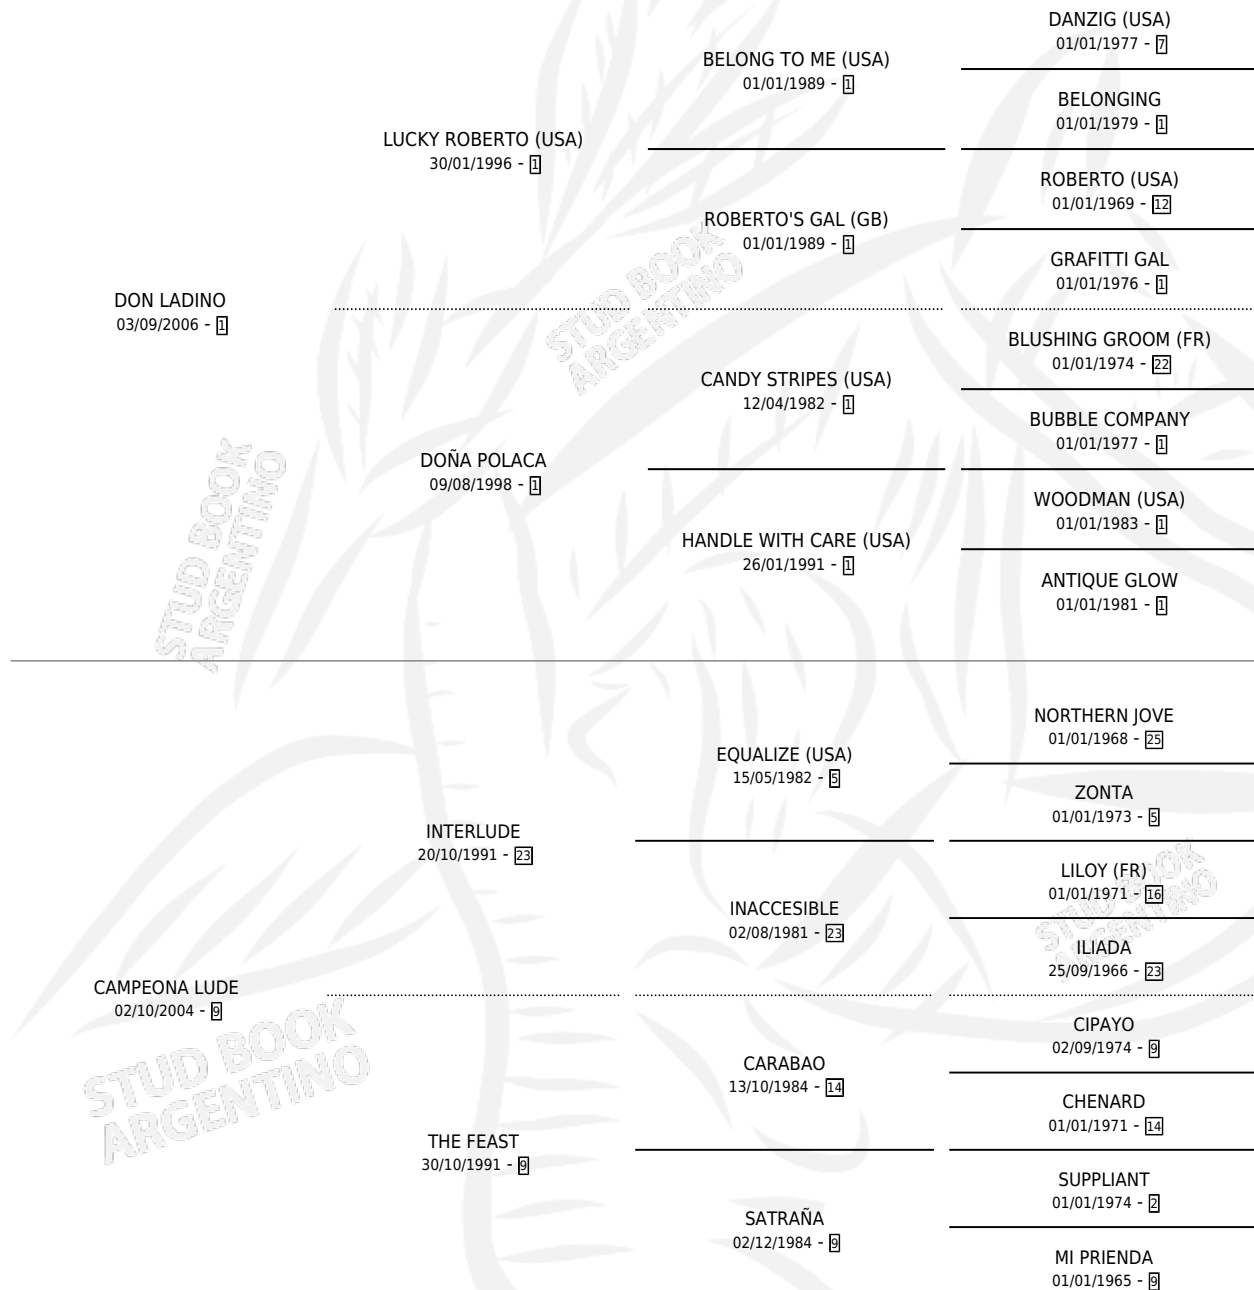 DON LADINO
03/09/2006 - 1
LUCKY ROBERTO (USA)
30/01/1996 - 1
DOÑA POLACA
09/08/1998 - 1
BELONG TO ME (USA)
01/01/1989 - 1
ROBERTO'S GAL (GB)
01/01/1989 - 1
CANDY STRIPES (USA)
12/04/1982 - 1
HANDLE WITH CARE (USA)
26/01/1991 - 1
DANZIG (USA)
01/01/1977 - 7
BELONGING
01/01/1979 - 1
ROBERTO (USA)
01/01/1969 - 12
GRAFITTI GAL
01/01/1976 - 1
BLUSHING GROOM (FR)
01/01/1974 - 22
BUBBLE COMPANY
01/01/1977 - 1
WOODMAN (USA)
01/01/1983 - 1
ANTIQUE GLOW
01/01/1981 - 1
CAMPEONA LUDE
02/10/2004 - 9
INTERLUDE
20/10/1991 - 23
THE FEAST
30/10/1991 - 9
EQUALIZE (USA)
15/05/1982 - 5
INACCESIBLE
02/08/1981 - 23
CARABAO
13/10/1984 - 14
SATRAÑA
02/12/1984 - 9
NORTHERN JOVE
01/01/1968 - 25
ZONTA
01/01/1973 - 5
LILOY (FR)
01/01/1971 - 16
ILIADA
25/09/1966 - 23
CIPAYO
02/09/1974 - 9
CHENARD
01/01/1971 - 14
SUPPLIANT
01/01/1974 - 2
MI PRIENDA
01/01/1965 - 9
STUD BOOK
ARGENTINO
STUD BOOK
ARGENTINO
STUD BOOK
ARGENTINO
STUD BOOK
ARGENTINO